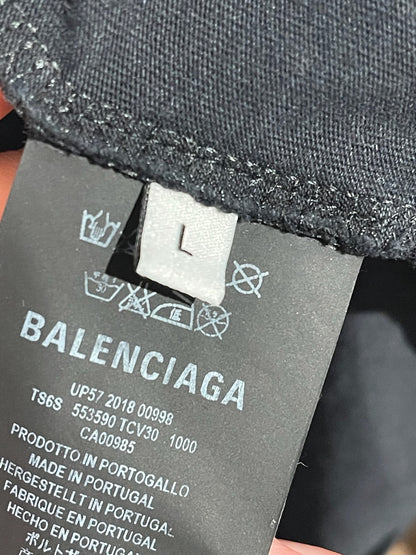 L
BALENCIAGA
UP57 2018 00998
TS6S 553590 TCV30 1000
CA00985
PRODOTTO IN PORTOGALLO
MADE IN PORTUGAL
HERGESTELLT IN PORTUGAL
FABRIQUE EN PORTUGAL
HECHO EN PORTUGAL